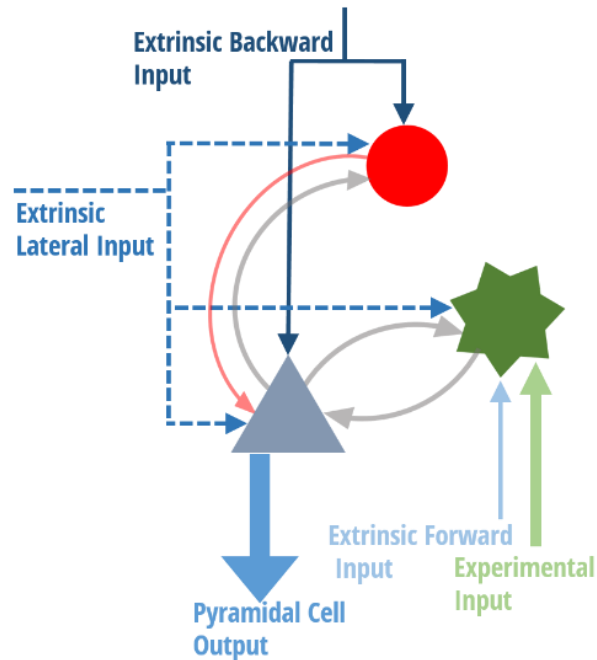 Extrinsic Backward
Input
Extrinsic
Lateral Input
Extrinsic Forward
Input
Experimental
Input
Pyramidal Cell
Output